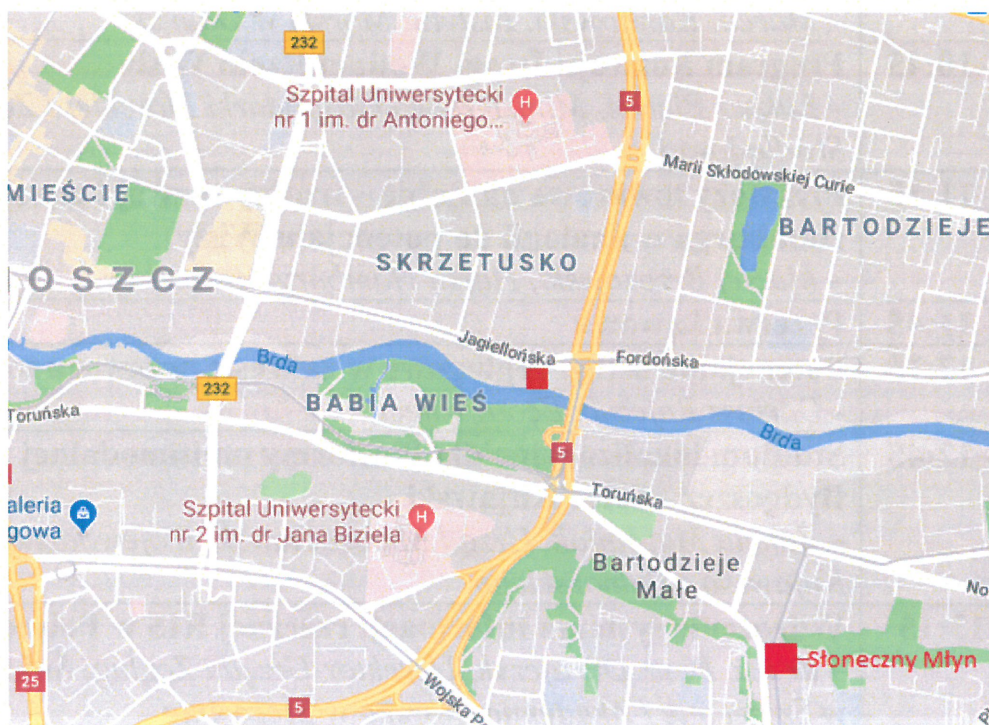 232
Szpital Uniwersytecki
nr 1 im. dr Antoniego...
H
5
Marii Skłodowskiej Curie
MIEŚCIE
BARTODZIEJE
SKRZETUSKO
OSZCZ
Jagiellońska
Fordońska
Brda
232
BABIA WIEŚ
Toruńska
Brda
5
Toruńska
aleria
gowa
Szpital Uniwersytecki
nr 2 im. dr Jana Biziela
H
Bartodzieje
Małe
No
Słoneczny Młyn
25
5
Wojska Po